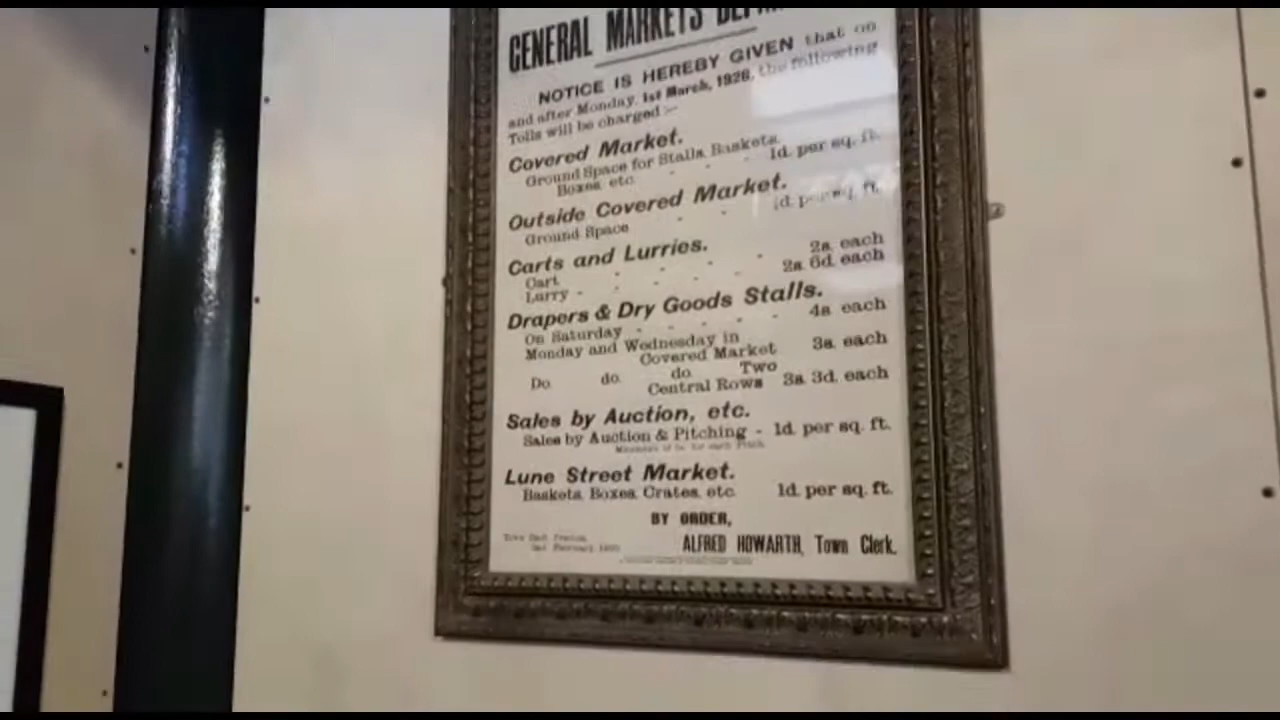 GENERAL MARKETS
NOTICE IS HEREBY GIVEN that on
and after Monday, 1st March, 1926, the following
Tolls will be charged :—
Covered Market.
Ground Space for Stalls, Baskets,
Boxes, etc. - - - 1d. per sq. ft.
Outside Covered Market.
Ground Space - - 1d. per sq. ft.
Carts and Lurries.
Cart - - - - 2s. each
Lurry - - - - 2s. 6d. each
Drapers & Dry Goods Stalls.
On Saturday - - - - 4s. each
Monday and Wednesday in
Covered Market 3s. each
Do. do. do. Two
Central Rows 3s. 3d. each
Sales by Auction, etc.
Sales by Auction & Pitching - 1d. per sq. ft.
Lune Street Market.
Baskets, Boxes, Crates, etc. 1d. per sq. ft.
BY ORDER,
ALFRED HOWARTH, Town Clerk.
Town Hall, Preston,
2nd February